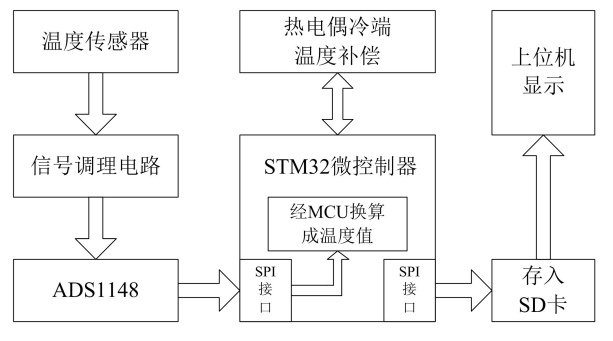 温度传感器
热电偶冷端
温度补偿
上位机
显示
信号调理电路
STM32微控制器
经MCU换算
成温度值
ADS1148
SPI
接
口
SPI
接
口
存入
SD卡